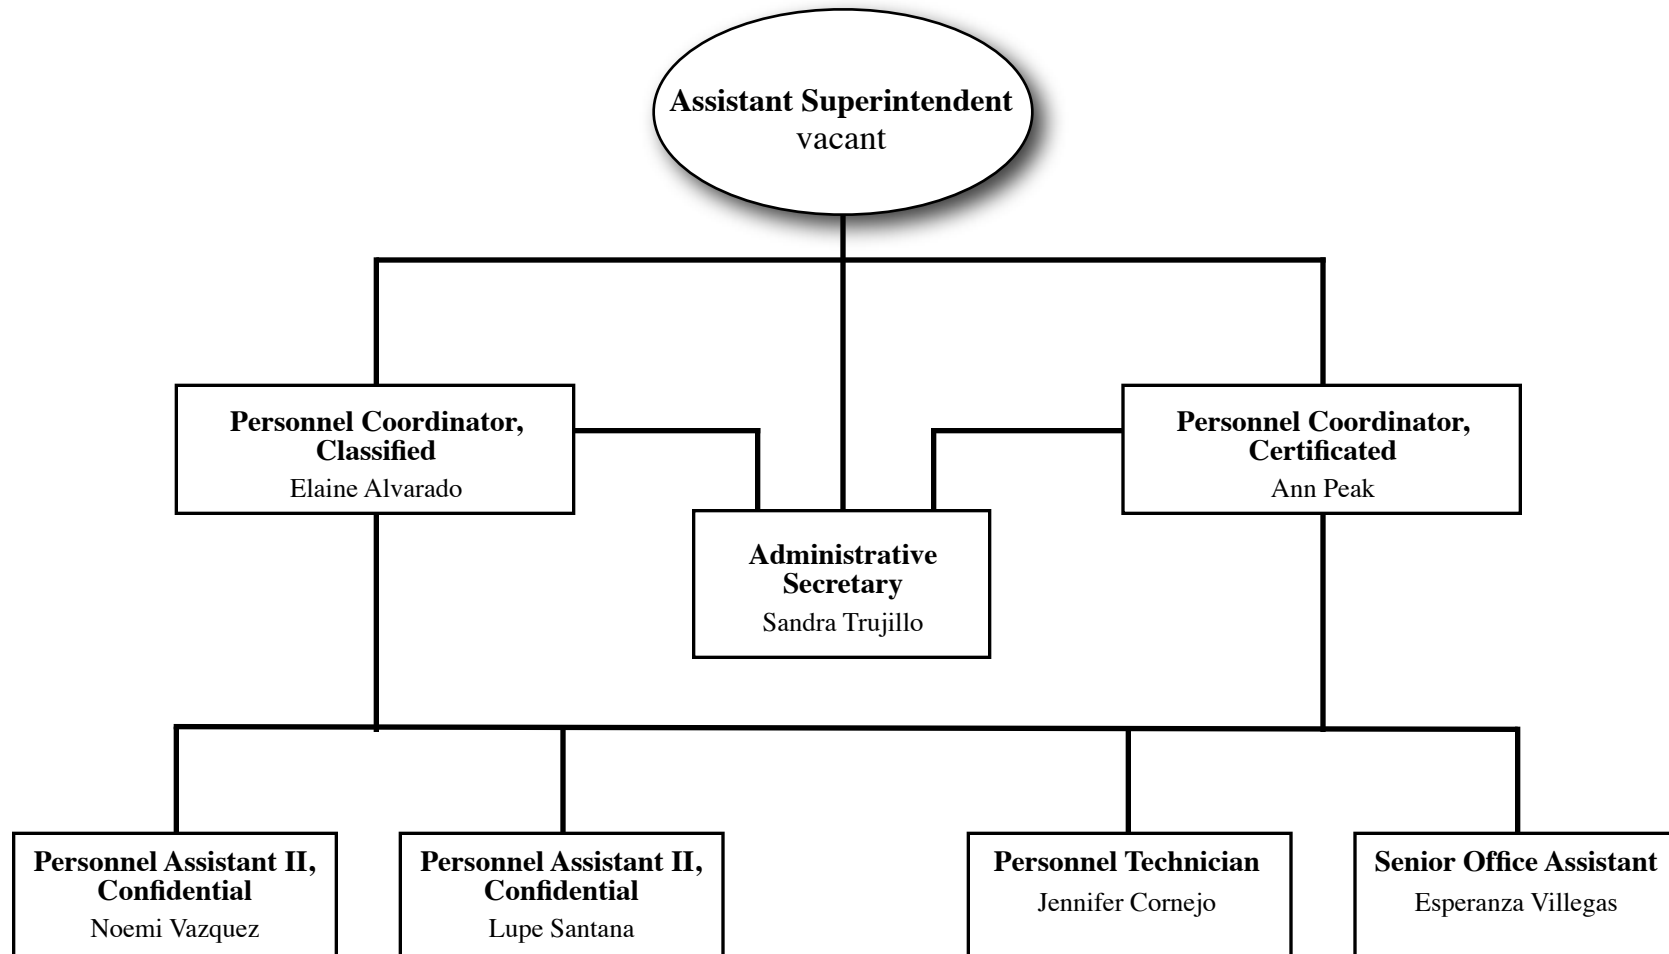 Assistant Superintendent
vacant
Personnel Coordinator,
Classified
Elaine Alvarado
Personnel Coordinator,
Certificated
Ann Peak
Administrative
Secretary
Sandra Trujillo
Personnel Assistant II,
Confidential
Noemi Vazquez
Personnel Assistant II,
Confidential
Lupe Santana
Personnel Technician
Jennifer Cornejo
Senior Office Assistant
Esperanza Villegas